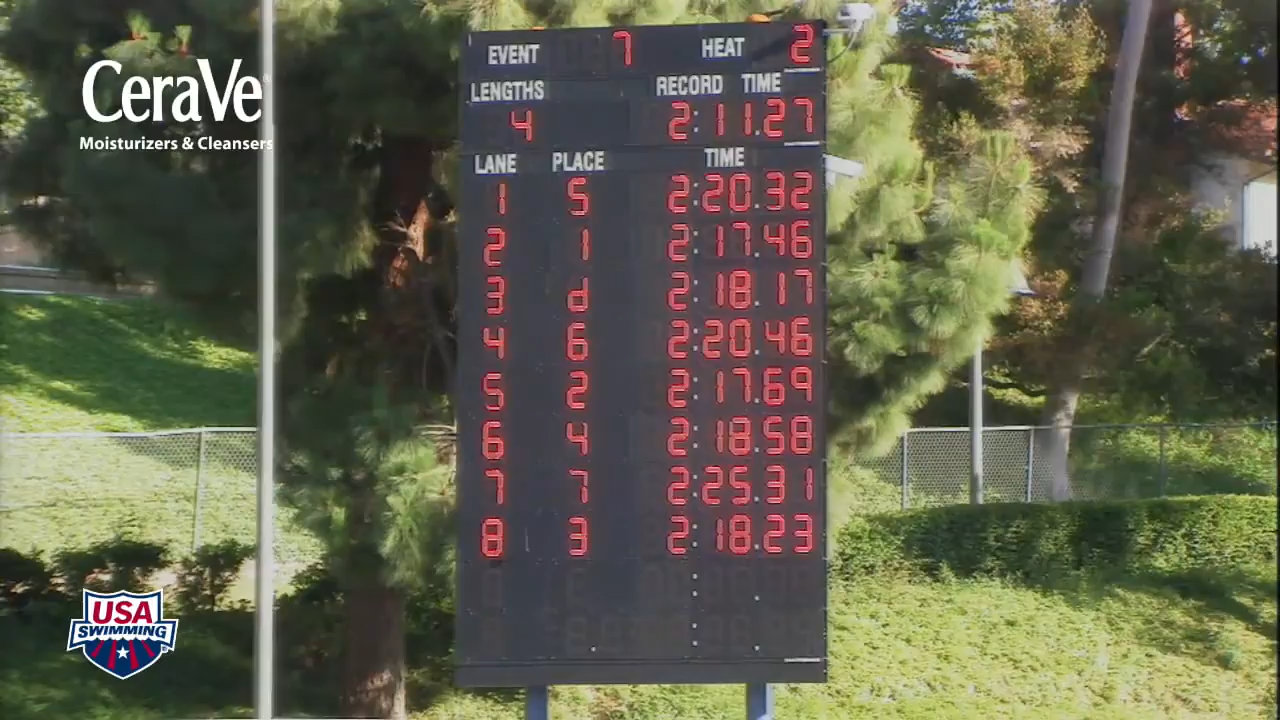 CeraVe
Moisturizers & Cleansers
EVENT 7 HEAT 2
LENGTHS RECORD TIME
4 2:11.27
LANE PLACE TIME
1 5 2:20.32
2 1 2:17.46
3 d 2:18.17
4 6 2:20.46
5 2 2:17.69
6 4 2:18.58
7 7 2:25.31
8 3 2:18.23
USA
SWIMMING